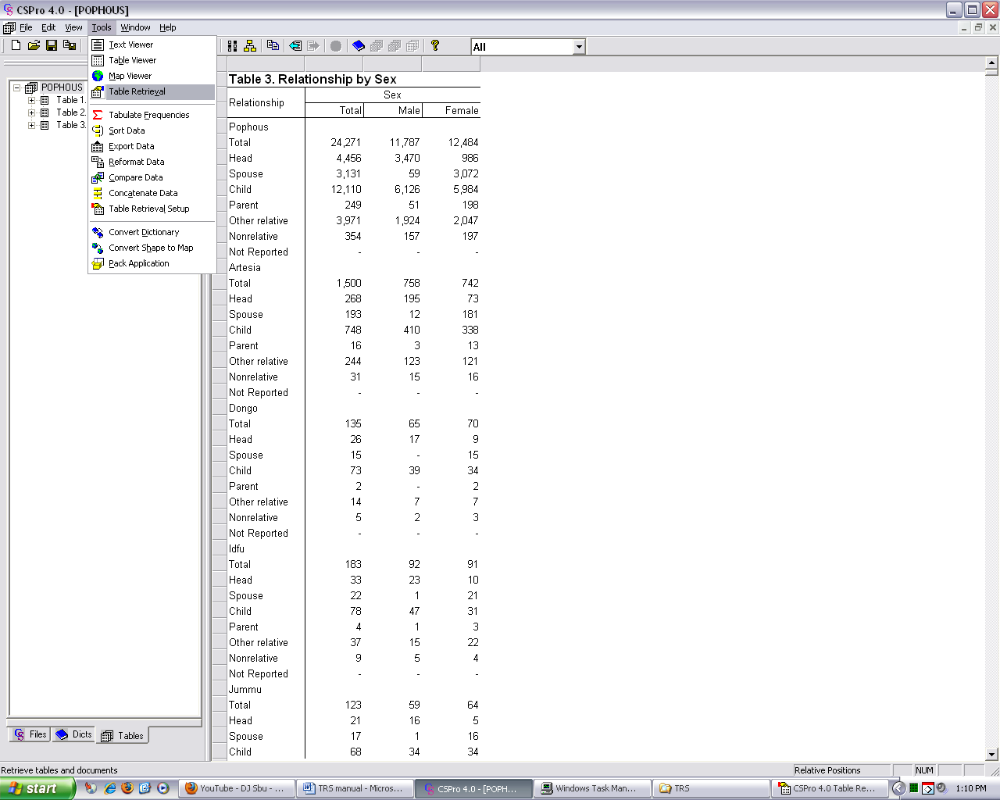 CSPro 4.0 - [POPHOUS]
File Edit View Tools Window Help
All
Text Viewer
Table Viewer
Map Viewer
Table Retrieval
Tabulate Frequencies
Sort Data
Export Data
Reformat Data
Compare Data
Concatenate Data
Table Retrieval Setup
Convert Dictionary
Convert Shape to Map
Pack Application
POPHOUS
Table 1.
Table 2.
Table 3.
Files Dicts Tables
Table 3. Relationship by Sex
Relationship Sex
Total Male Female
Pophous
Total 24,271 11,787 12,484
Head 4,456 3,470 986
Spouse 3,131 59 3,072
Child 12,110 6,126 5,984
Parent 249 51 198
Other relative 3,971 1,924 2,047
Nonrelative 354 157 197
Not Reported - - -
Artesia
Total 1,500 758 742
Head 268 195 73
Spouse 193 12 181
Child 748 410 338
Parent 16 3 13
Other relative 244 123 121
Nonrelative 31 15 16
Not Reported - - -
Dongo
Total 135 65 70
Head 26 17 9
Spouse 15 - 15
Child 73 39 34
Parent 2 - 2
Other relative 14 7 7
Nonrelative 5 2 3
Not Reported - - -
Idfu
Total 183 92 91
Head 33 23 10
Spouse 22 1 21
Child 78 47 31
Parent 4 1 3
Other relative 37 15 22
Nonrelative 9 5 4
Not Reported - - -
Jummu
Total 123 59 64
Head 21 16 5
Spouse 17 1 16
Child 68 34 34
Retrieve tables and documents Relative Positions NUM
start YouTube - DJ Sbu - ... TRS manual - Micros... CSPro 4.0 - [POPH... Windows Task Man... TRS CSPro 4.0 Table Re... 1:10 PM